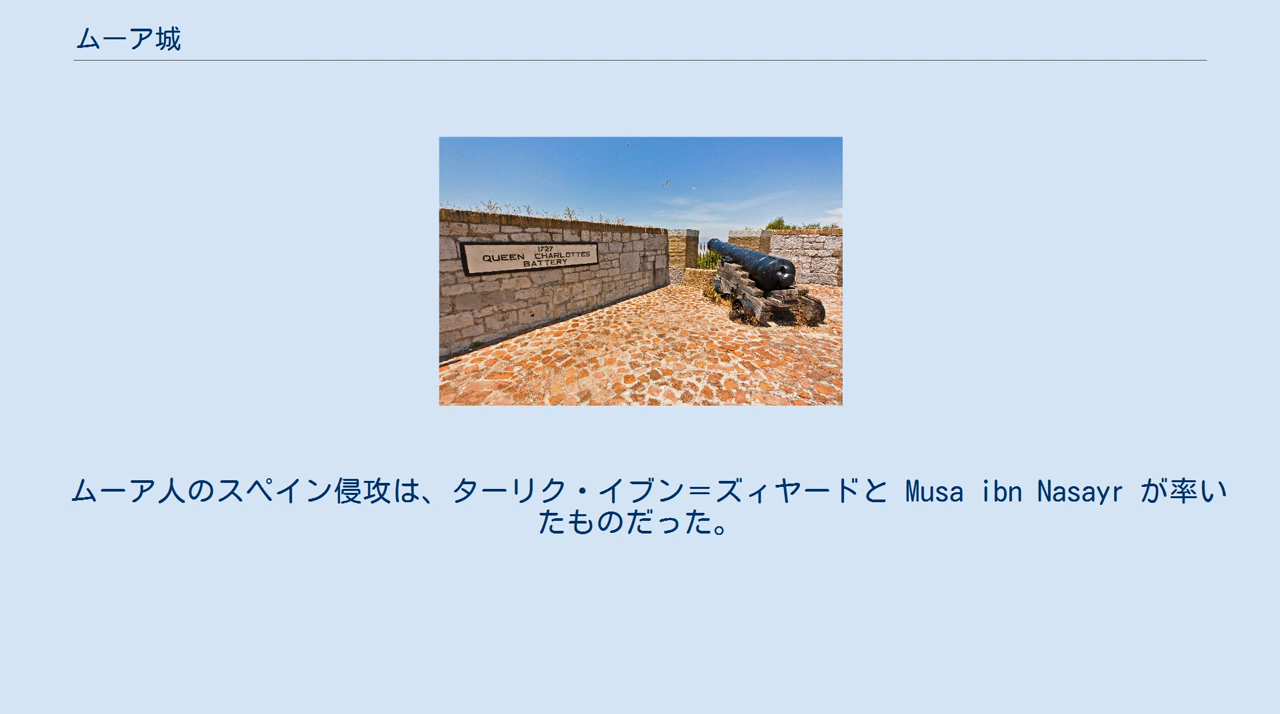 ムーア城
1727
QUEEN CHARLOTTES
BATTERY
ムーア人のスペイン侵攻は、ターリク・イブン＝ズィヤードと Musa ibn Nasayr が率い
たものだった。